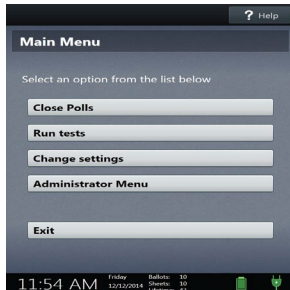 ? Help
Main Menu
Select an option from the list below
Close Polls
Run tests
Change settings
Administrator Menu
Exit
11:54 AM Friday Ballots: 10
12/12/2014 Sheets: 10